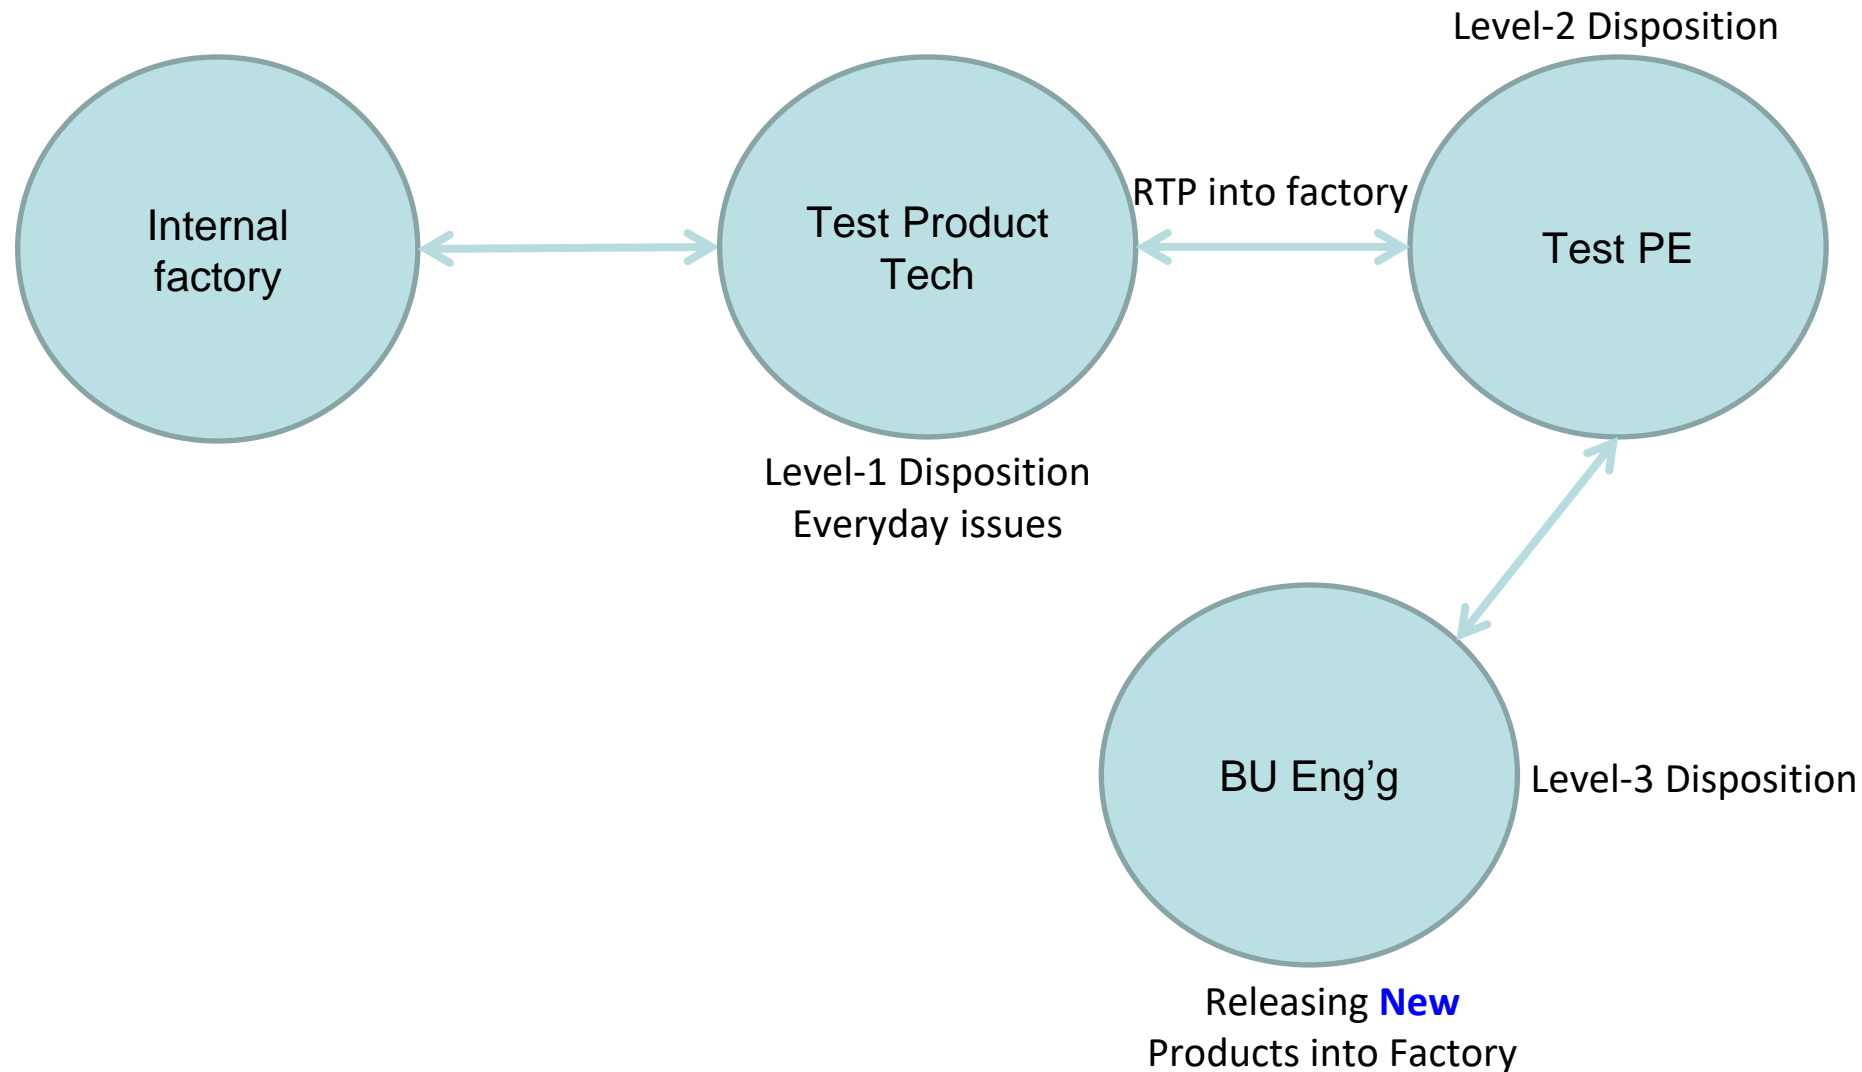 Level-2 Disposition
Internal
factory
Test Product
Tech
RTP into factory
Test PE
Level-1 Disposition
Everyday issues
BU Eng’g
Level-3 Disposition
Releasing New
Products into Factory